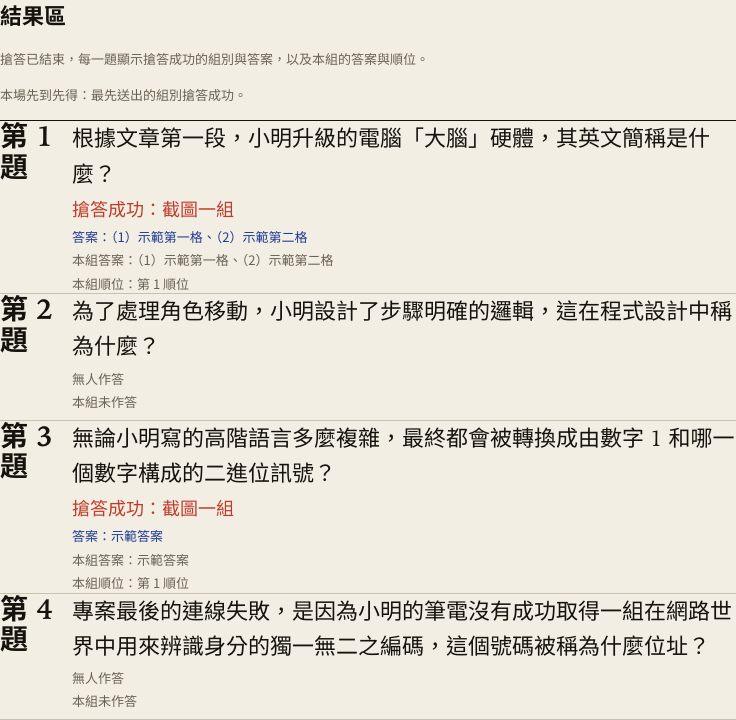 結果區
搶答已結束，每一題顯示搶答成功的組別與答案，以及本組的答案與順位。
本場先到先得：最先送出的組別搶答成功。
第 1 題
根據文章第一段，小明升級的電腦「大腦」硬體，其英文簡稱是什
麼？
搶答成功：截圖一組
答案：（1）示範第一格、（2）示範第二格
本組答案：（1）示範第一格、（2）示範第二格
本組順位：第 1 順位
第 2 題
為了處理角色移動，小明設計了步驟明確的邏輯，這在程式設計中稱
為什麼？
無人作答
本組未作答
第 3 題
無論小明寫的高階語言多麼複雜，最終都會被轉換成由數字 1 和哪一
個數字構成的二進位訊號？
搶答成功：截圖一組
答案：示範答案
本組答案：示範答案
本組順位：第 1 順位
第 4 題
專案最後的連線失敗，是因為小明的筆電沒有成功取得一組在網路世
界中用來辨識身分的獨一無二之編碼，這個號碼被稱為什麼位址？
無人作答
本組未作答